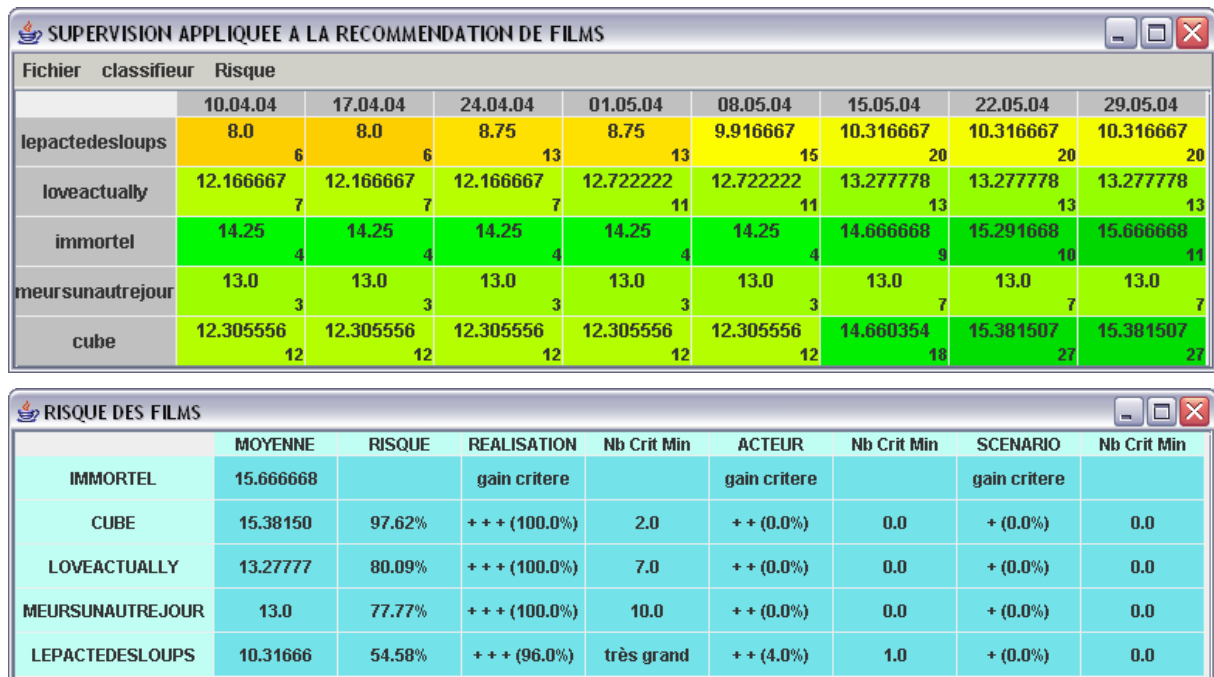 SUPERVISION APPLIQUEE A LA RECOMMENDATION DE FILMS
Fichier classifieur Risque
10.04.04 17.04.04 24.04.04 01.05.04 08.05.04 15.05.04 22.05.04 29.05.04
lepactedesloups 8.0 8.0 8.75 8.75 9.916667 10.316667 10.316667 10.316667
6 6 13 13 15 20 20 20
loveactually 12.166667 12.166667 12.166667 12.722222 12.722222 13.277778 13.277778 13.277778
7 7 7 11 11 13 13 13
immortel 14.25 14.25 14.25 14.25 14.25 14.666668 15.291668 15.666668
4 4 4 4 4 9 10 11
meursunautrejour 13.0 13.0 13.0 13.0 13.0 13.0 13.0 13.0
3 3 3 3 3 7 7 7
cube 12.305556 12.305556 12.305556 12.305556 12.305556 14.660354 15.381507 15.381507
12 12 12 12 12 18 27 27
RISQUE DES FILMS
MOYENNE RISQUE REALISATION Nb Crit Min ACTEUR Nb Crit Min SCENARIO Nb Crit Min
IMMORTEL 15.666668 gain critere gain critere gain critere
CUBE 15.38150 97.62% + + + (100.0%) 2.0 + + (0.0%) 0.0 + (0.0%) 0.0
LOVEACTUALLY 13.27777 80.09% + + + (100.0%) 7.0 + + (0.0%) 0.0 + (0.0%) 0.0
MEURSUNAUTREJOUR 13.0 77.77% + + + (100.0%) 10.0 + + (0.0%) 0.0 + (0.0%) 0.0
LEPACTEDESLOUPS 10.31666 54.58% + + + (96.0%) très grand + + (4.0%) 1.0 + (0.0%) 0.0